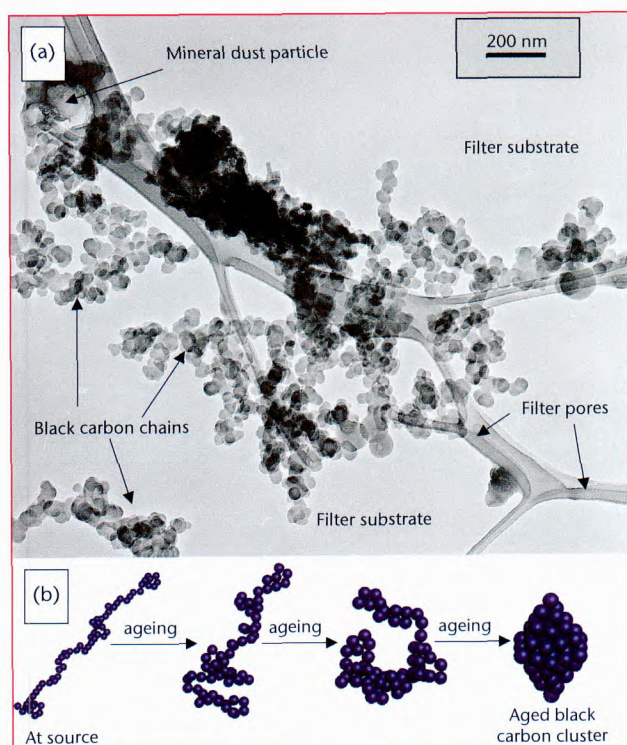 (a)
Mineral dust particle
200 nm
Filter substrate
Black carbon chains
Filter pores
Filter substrate
(b)
ageing
ageing
ageing
At source
Aged black
carbon cluster